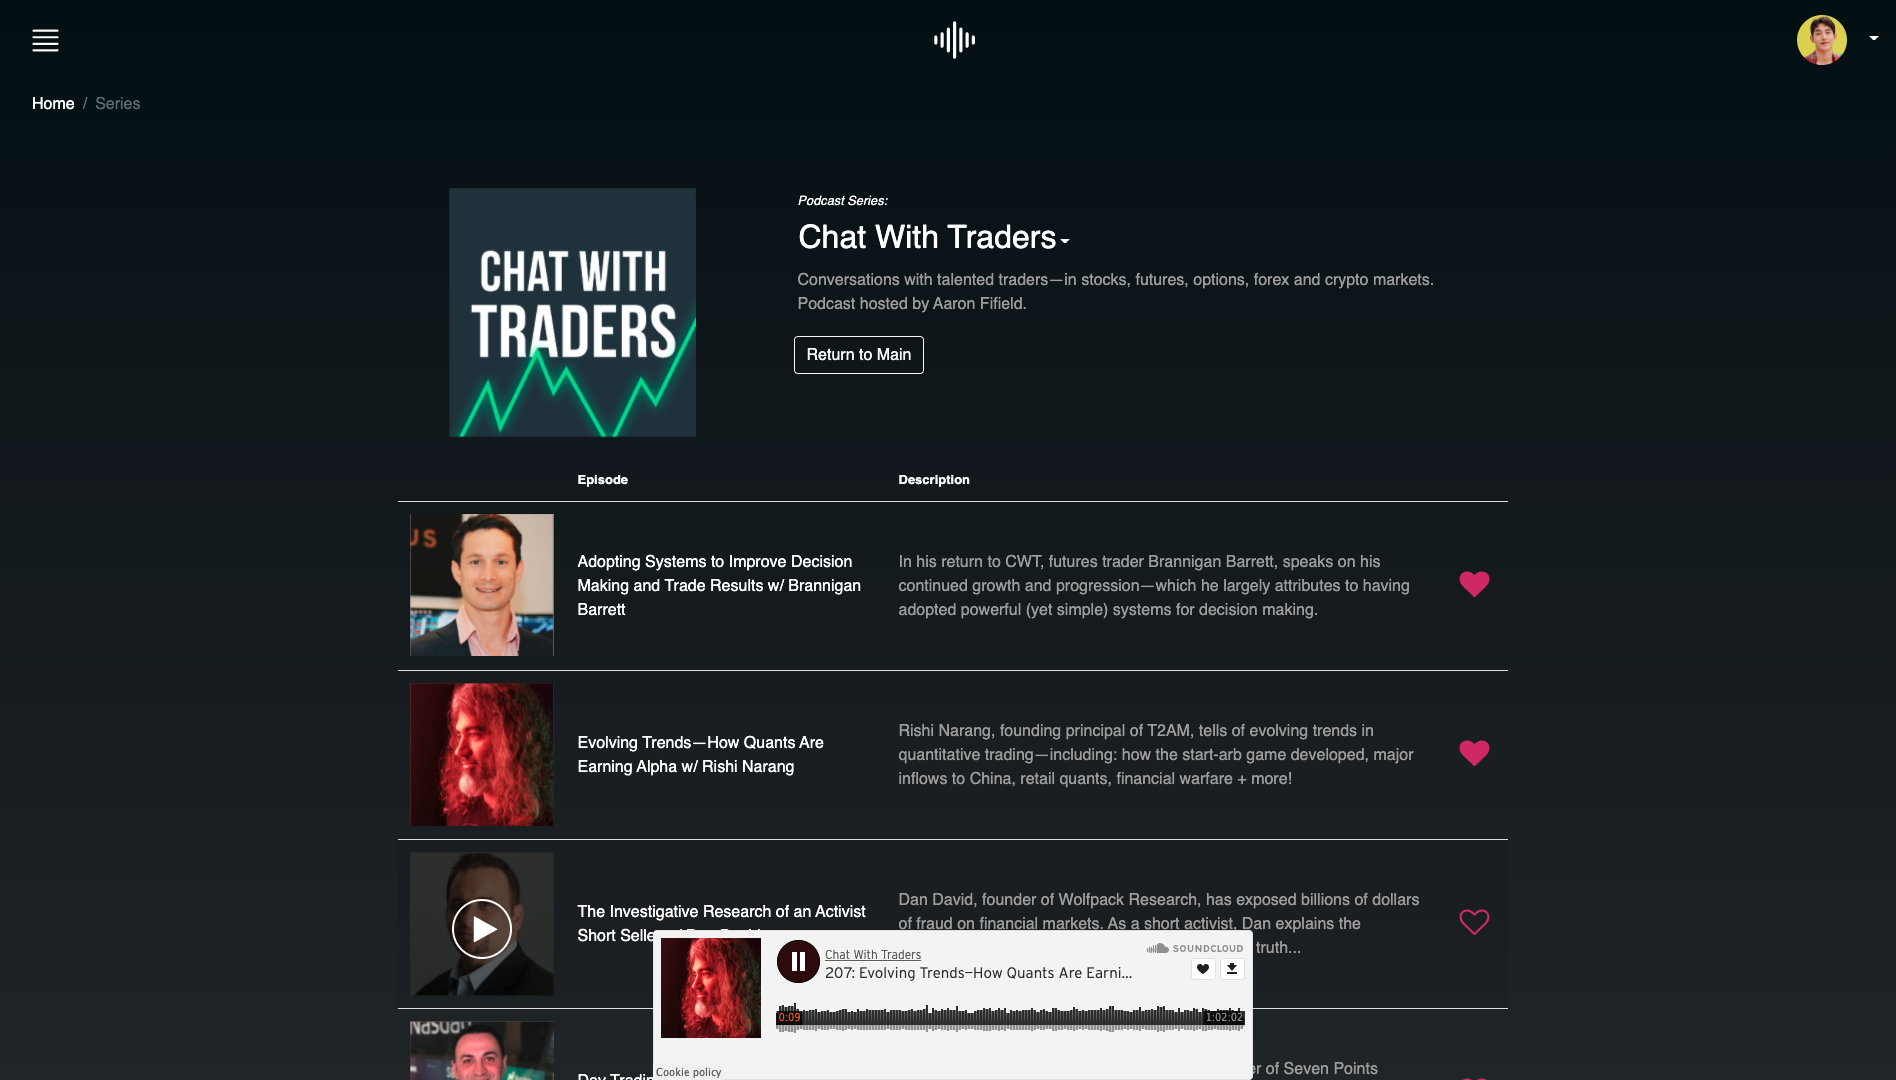 Home / Series
CHAT WITH
TRADERS
Podcast Series:
Chat With Traders
Conversations with talented traders—in stocks, futures, options, forex and crypto markets.
Podcast hosted by Aaron Fifield.
Return to Main
Episode
Description
US
Adopting Systems to Improve Decision
Making and Trade Results w/ Brannigan
Barrett
In his return to CWT, futures trader Brannigan Barrett, speaks on his
continued growth and progression—which he largely attributes to having
adopted powerful (yet simple) systems for decision making.
Evolving Trends—How Quants Are
Earning Alpha w/ Rishi Narang
Rishi Narang, founding principal of T2AM, tells of evolving trends in
quantitative trading—including: how the start-arb game developed, major
inflows to China, retail quants, financial warfare + more!
The Investigative Research of an Activist
Short Selle
Dan David, founder of Wolfpack Research, has exposed billions of dollars
of fraud on financial markets. As a short activist, Dan explains the
truth...
Nasdaq
Day Tradin
er of Seven Points
Chat With Traders
207: Evolving Trends—How Quants Are Earni...
SOUNDCLOUD
0:09
1:02:02
Cookie policy